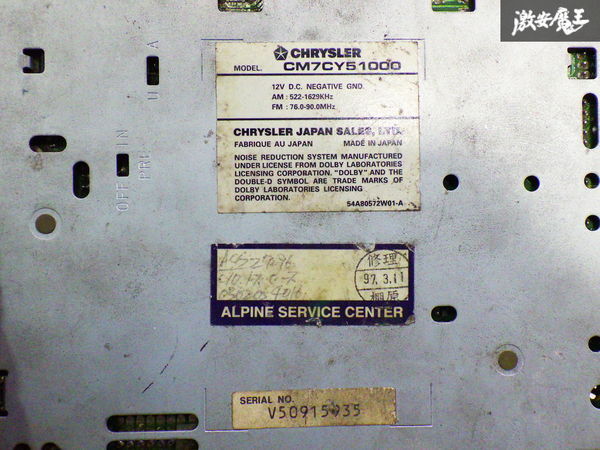 激安魔王
CHRYSLER
MODEL. CM7CY51000
12V D.C. NEGATIVE GND.
AM : 522-1629KHz
FM : 76.0-90.0MHz
CHRYSLER JAPAN SALES, LTD.
FABRIQUE AU JAPAN MADE IN JAPAN
NOISE REDUCTION SYSTEM MANUFACTURED
UNDER LICENSE FROM DOLBY LABORATORIES
LICENSING CORPORATION. "DOLBY" AND THE
DOUBLE-D SYMBOL ARE TRADE MARKS OF
DOLBY LABORATORIES LICENSING
CORPORATION.
54A80572W01-A
U A
OFF IN
PRE
修理
97. 3.11
棚原
ALPINE SERVICE CENTER
SERIAL NO.
V50915935